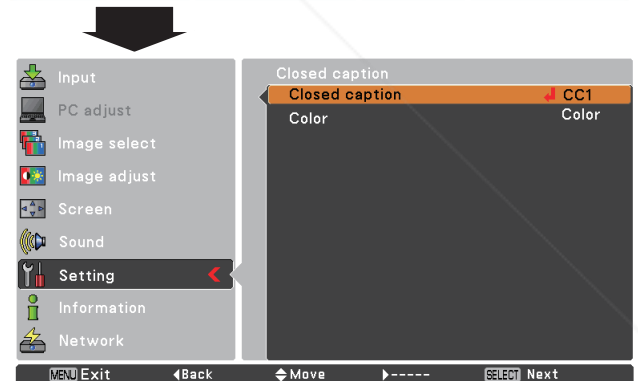 Input
PC adjust
Image select
Image adjust
Screen
Sound
Setting
Information
Network
Closed caption
Closed caption CC1
Color Color
MENU Exit ◀Back Move ▶----- SELECT Next